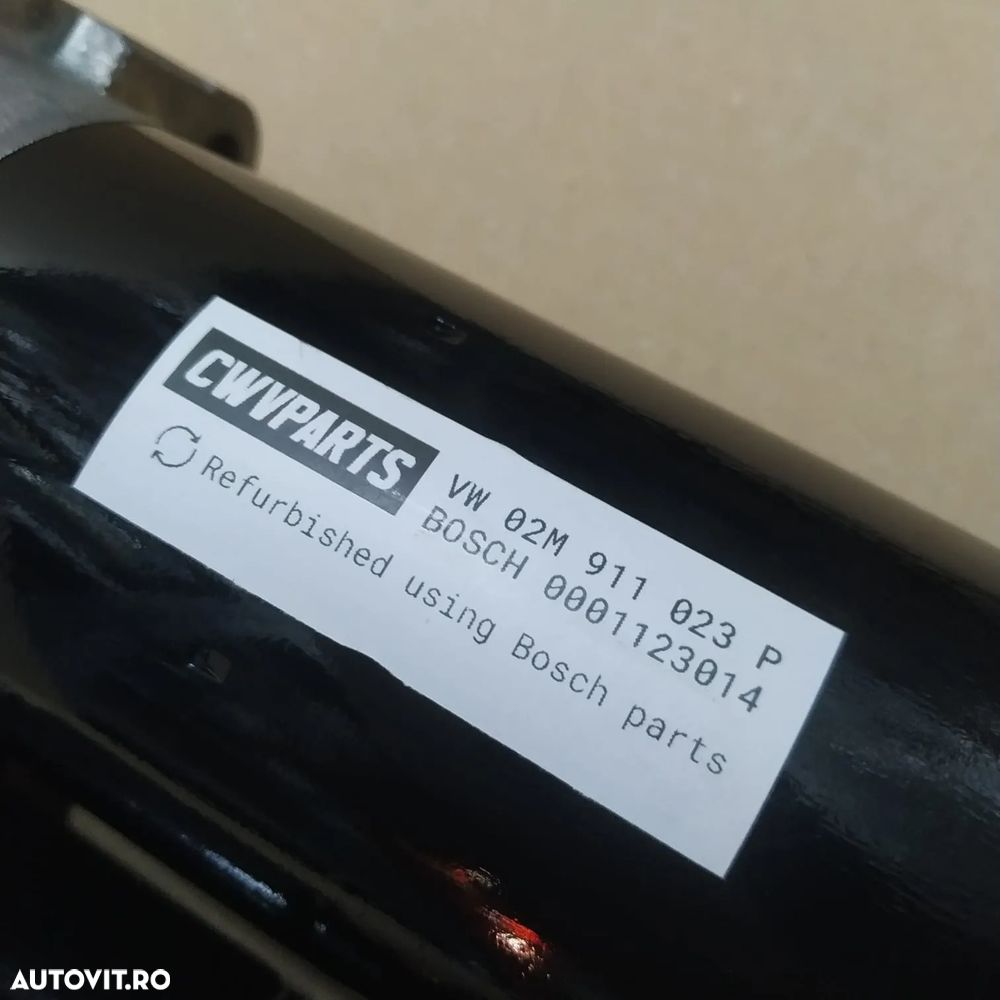 CWVPARTS
VW 02M 911 023 P
BOSCH 0001123014
Refurbished using Bosch parts
AUTOVIT.RO